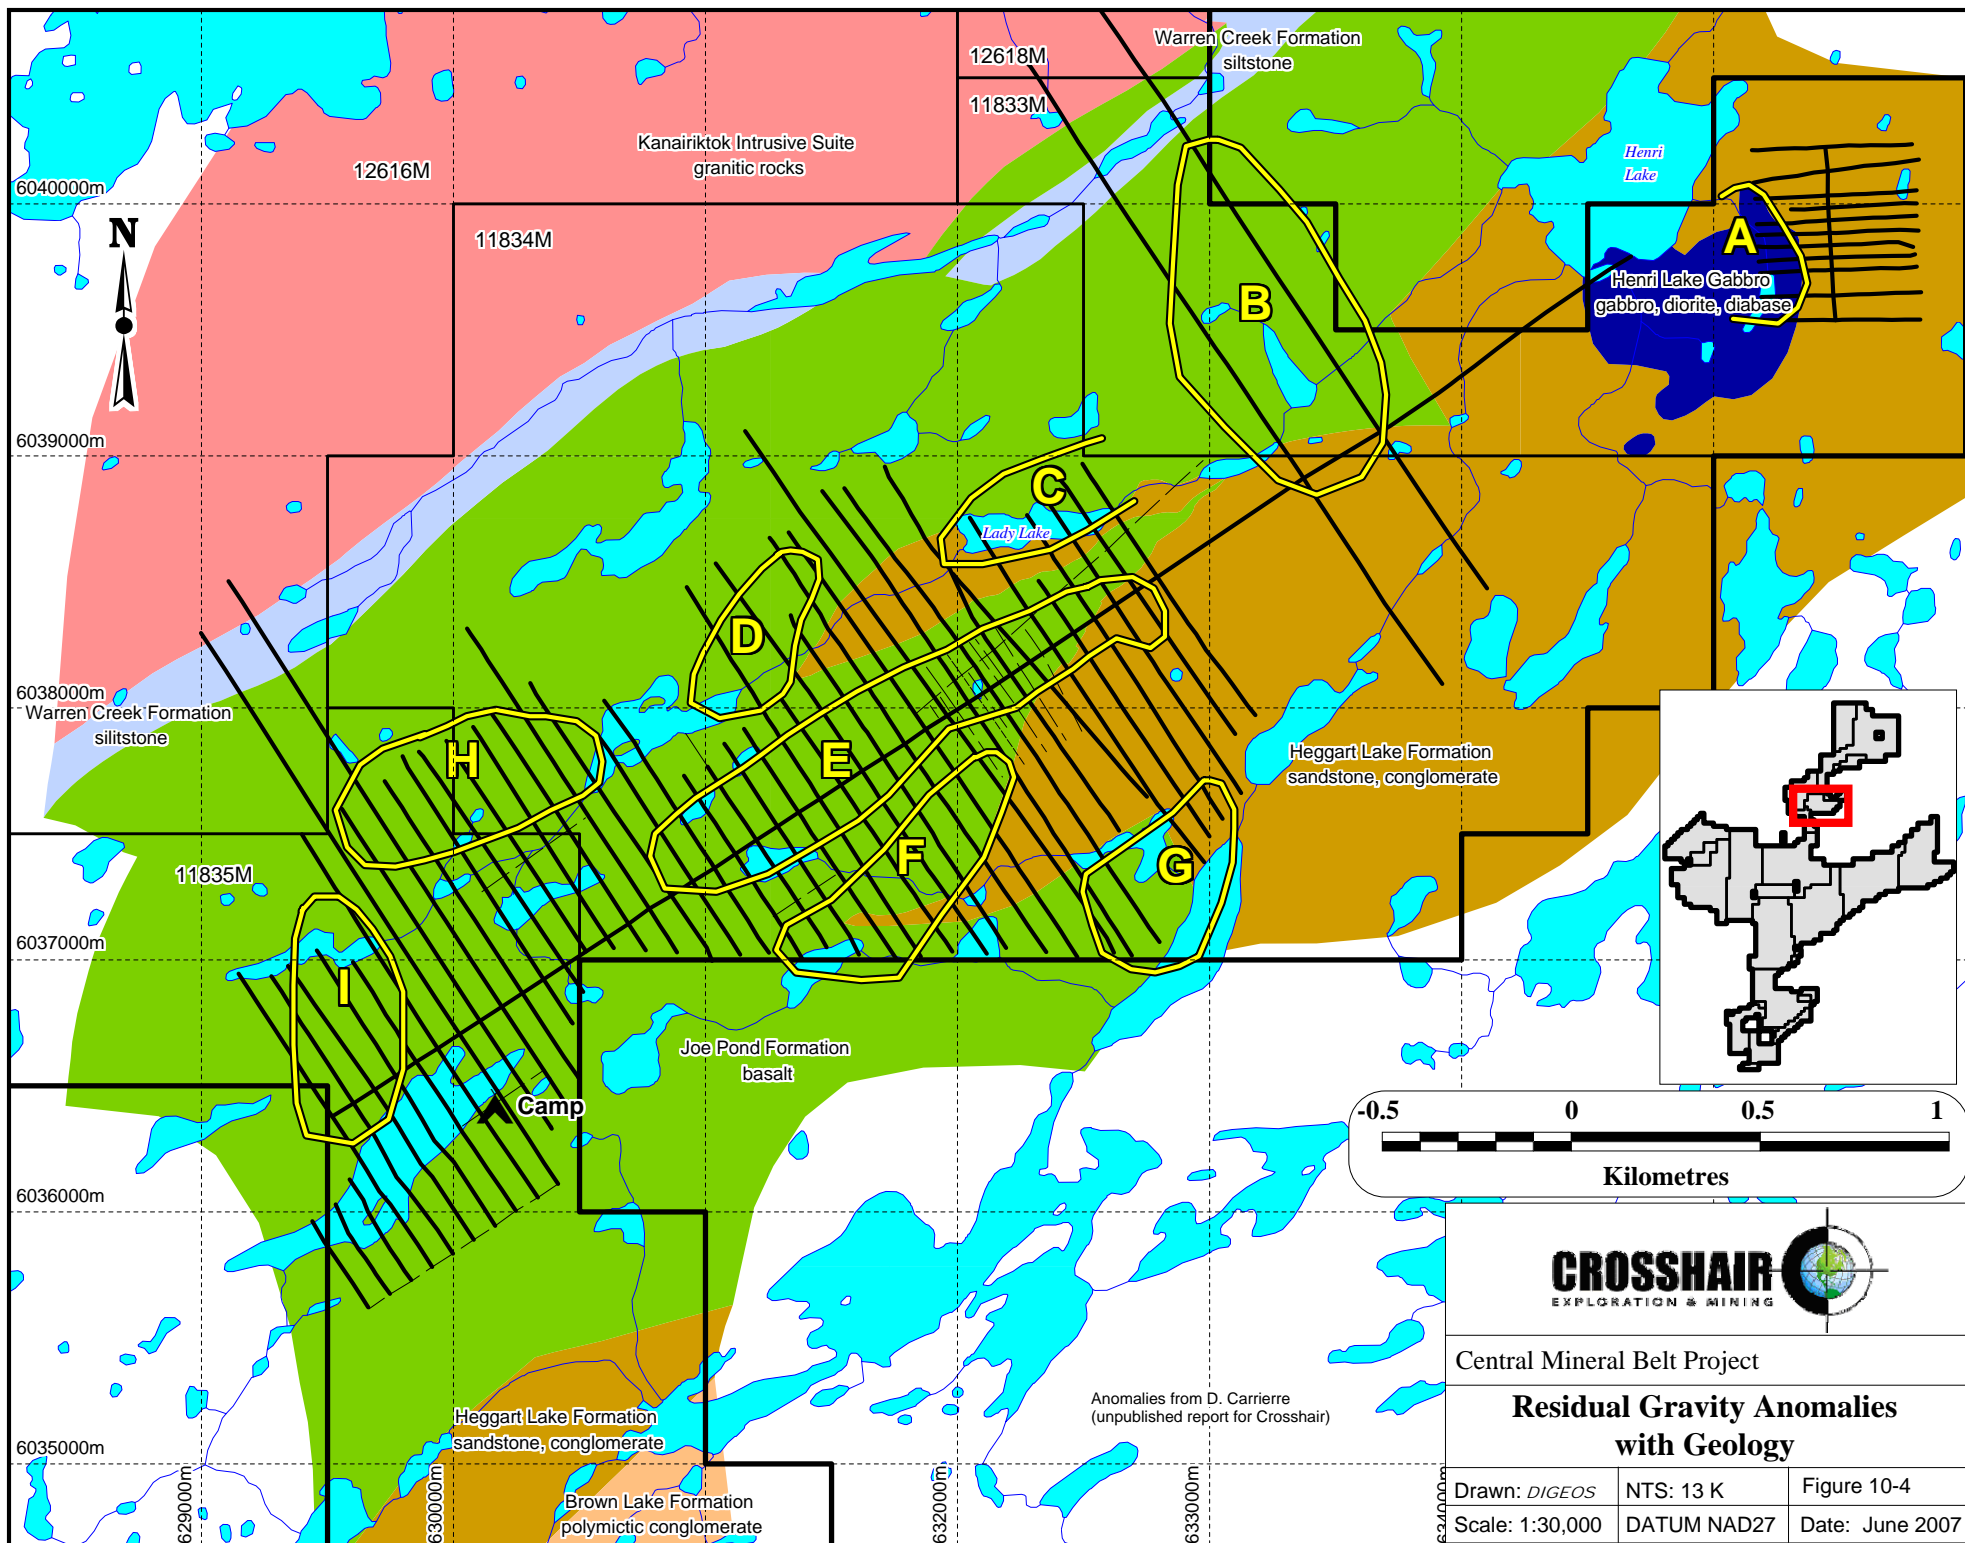 Warren Creek Formation
siltstone
12618M
11833M
Kanairiktok Intrusive Suite
granitic rocks
12616M
Henri
Lake
6040000m
N
11834M
A
Henri Lake Gabbro
gabbro, diorite, diabase
B
6039000m
C
Lady Lake
D
6038000m
Warren Creek Formation
silitstone
H
E
Heggart Lake Formation
sandstone, conglomerate
F
G
11835M
6037000m
I
Joe Pond Formation
basalt
Camp
-0.5 0 0.5 1
Kilometres
6036000m
CROSSHAIR
EXPLORATION & MINING
Central Mineral Belt Project
Anomalies from D. Carrierre
(unpublished report for Crosshair)
Residual Gravity Anomalies
with Geology
Heggart Lake Formation
sandstone, conglomerate
6035000m
629000m
630000m
632000m
633000m
634000m
Brown Lake Formation
polymictic conglomerate
Drawn: DIGEOS NTS: 13 K Figure 10-4
Scale: 1:30,000 DATUM NAD27 Date: June 2007